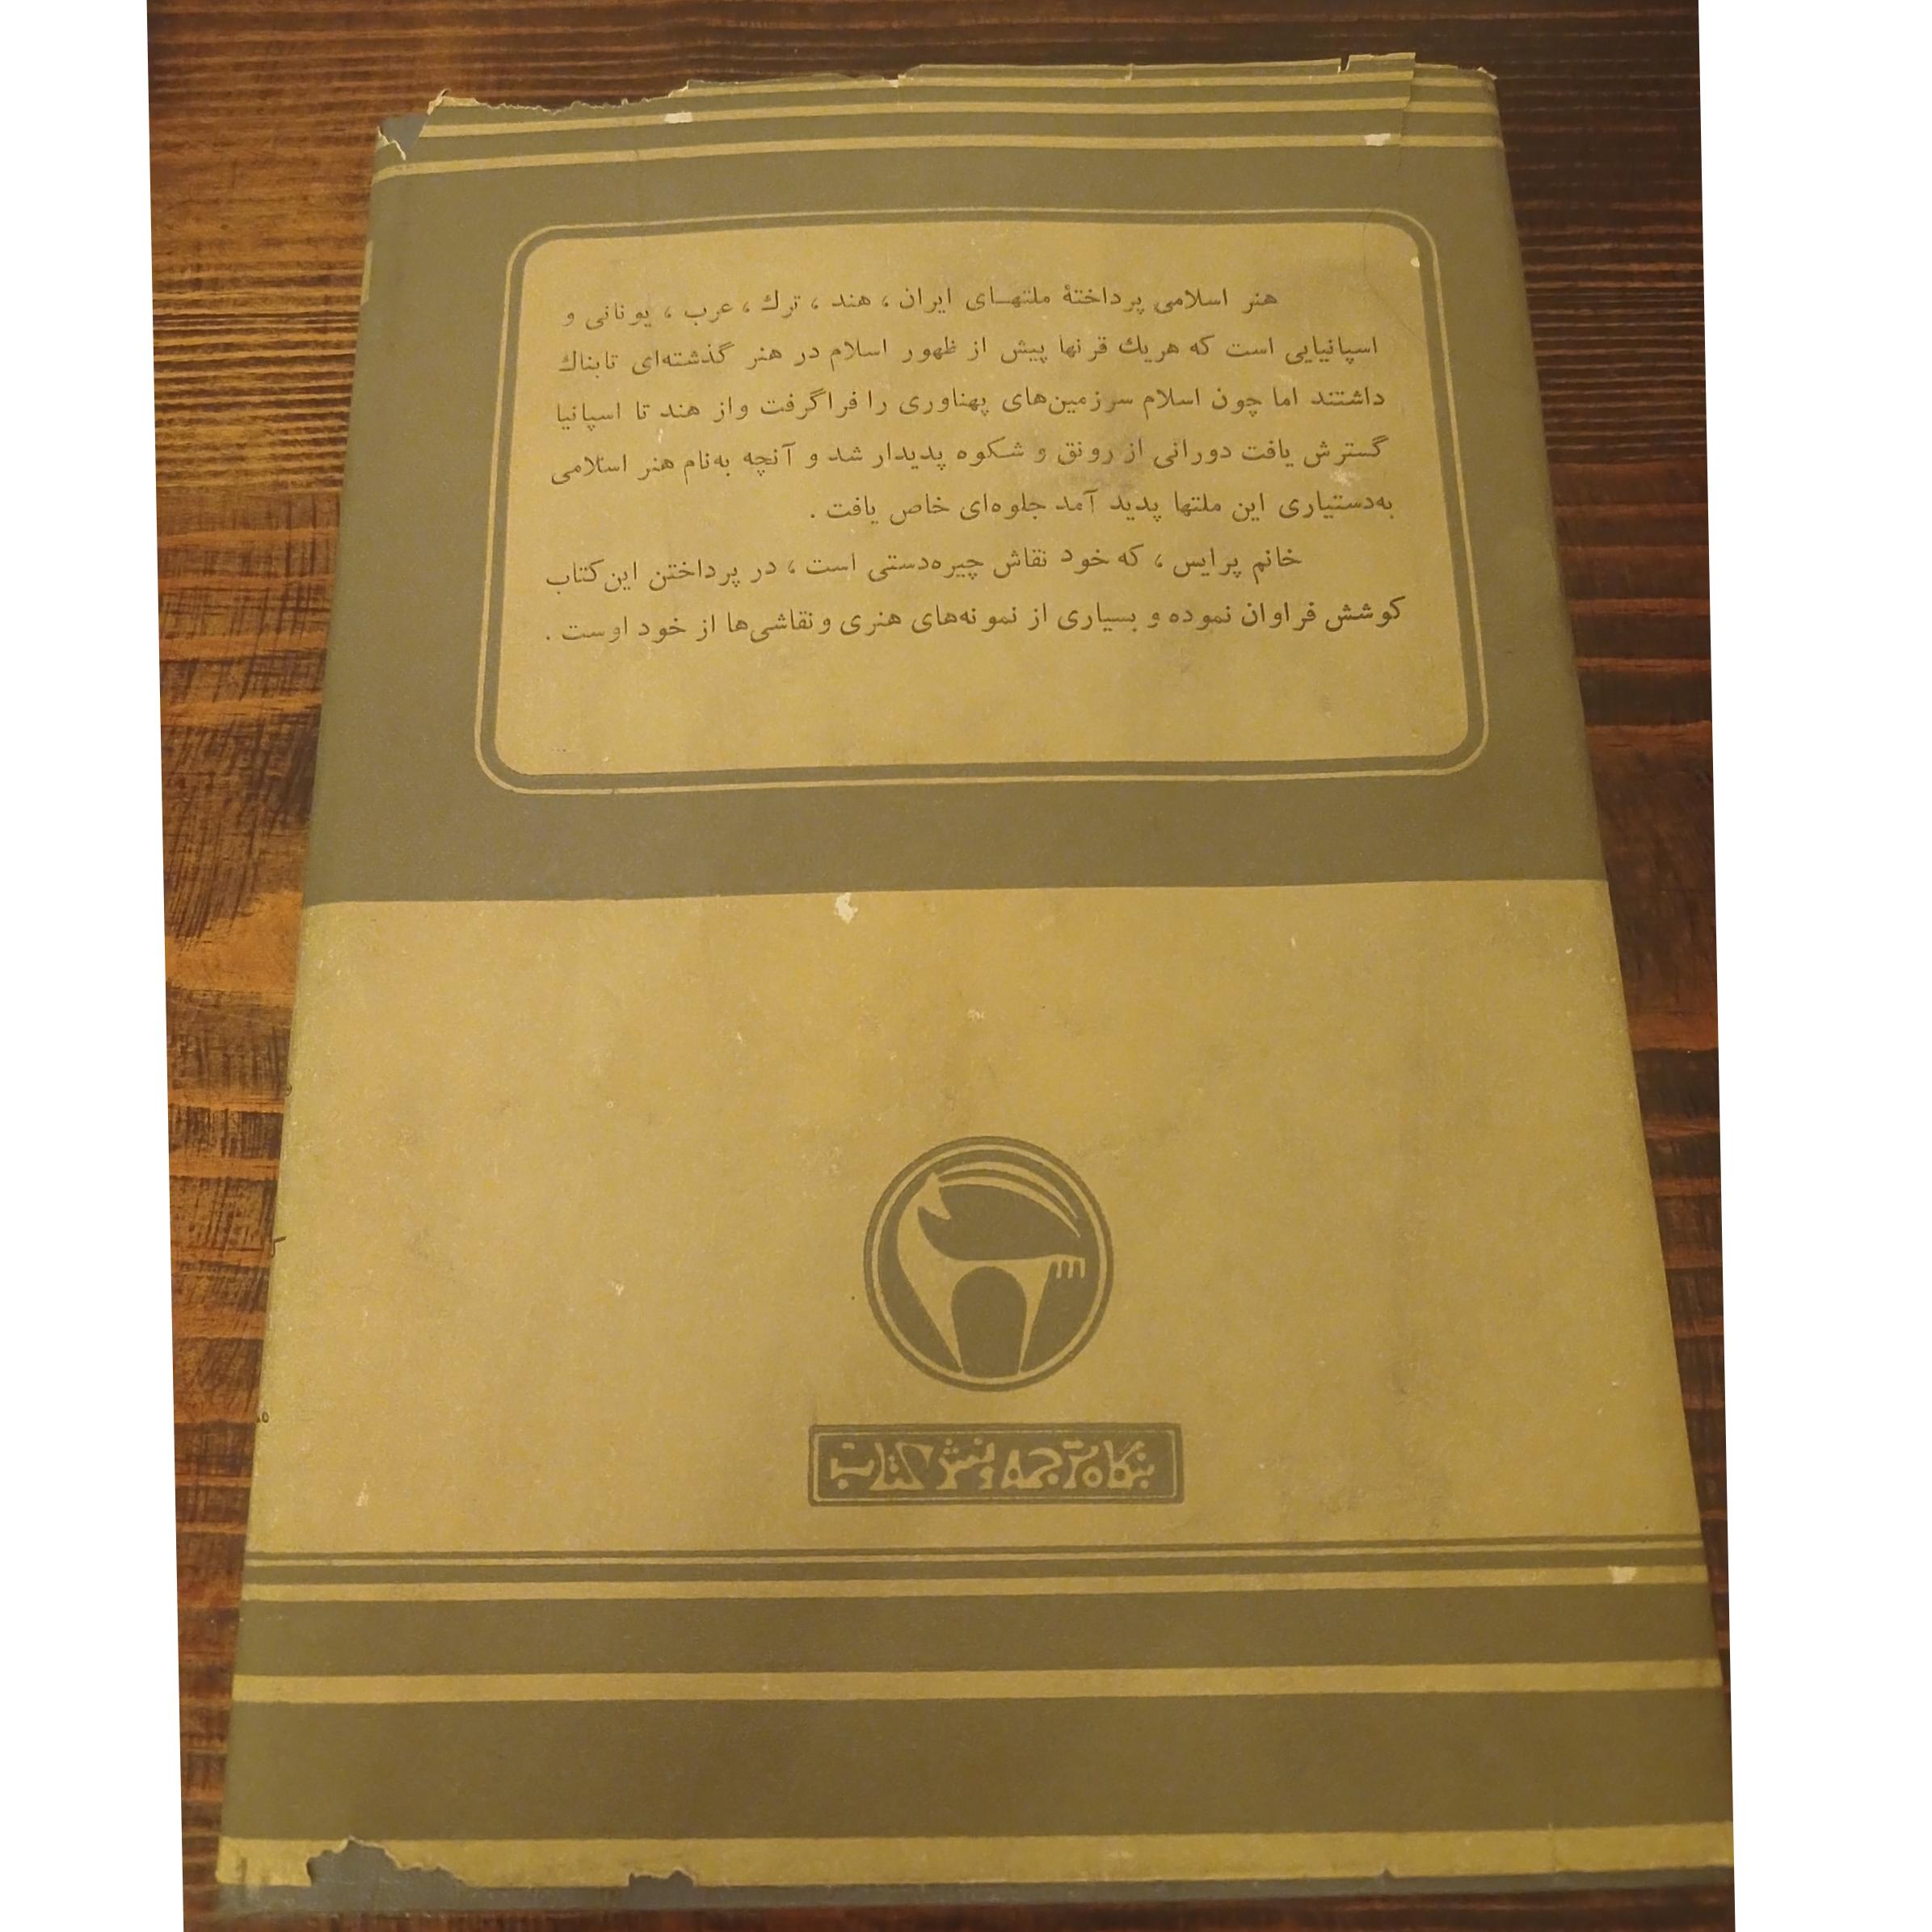 هنر اسلامی پرداختهٔ ملتهـای ایران ، هند ، ترك ، عرب ، یونانی و
اسپانیایی است که هریك قرنها پیش از ظهور اسلام در هنر گذشته‌ای تابناك
داشتند اما چون اسلام سرزمین‌های پهناوری را فراگرفت واز هند تا اسپانیا
گسترش یافت دورانی از رونق و شکوه پدیدار شد و آنچه به‌نام هنر اسلامی
به‌دستیاری این ملتها پدید آمد جلوه‌ای خاص یافت .
خانم پرایس ، که خود نقاش چیره‌دستی است ، در پرداختن این‌کتاب
کوشش فراوان نموده و بسیاری از نمونه‌های هنری ونقاشی‌ها از خود اوست .
بنگاه ترجمه و نشر کتاب